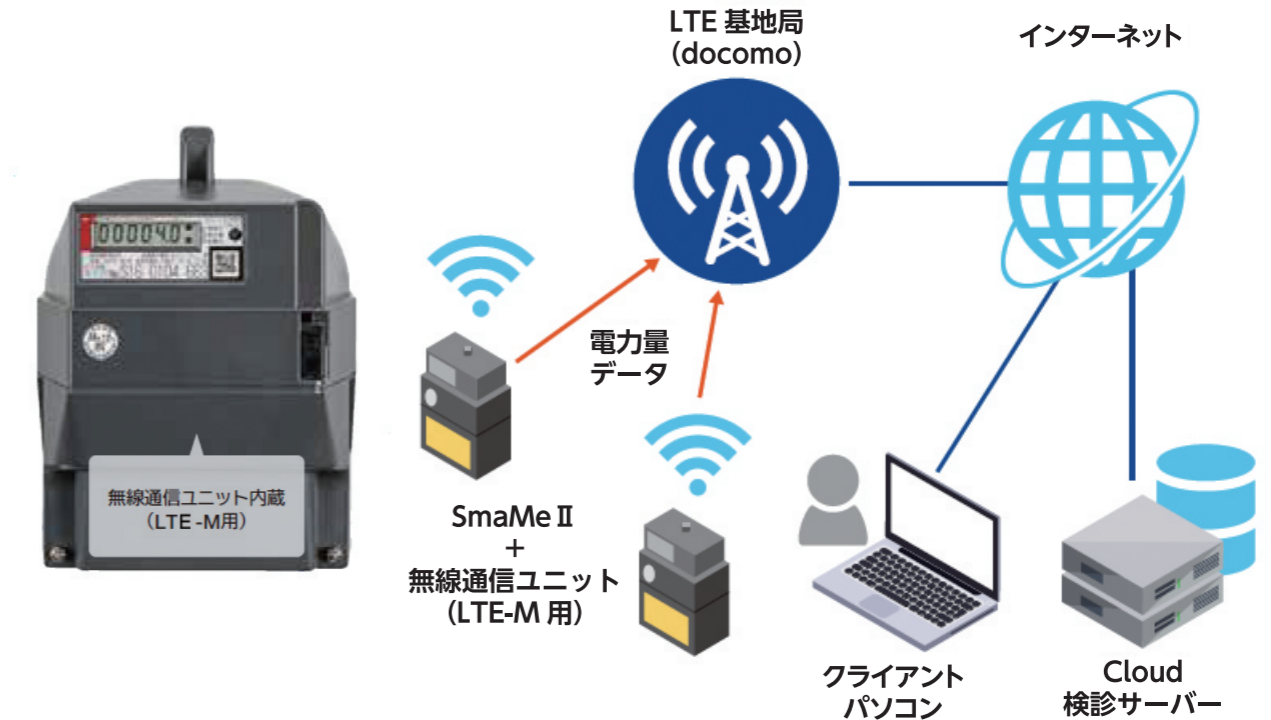 LTE 基地局
（docomo）
インターネット
00004.0
電力量
データ
無線通信ユニット内蔵
（LTE -M用）
SmaMe Ⅱ
+
無線通信ユニット
（LTE-M 用）
クライアント
パソコン
Cloud
検診サーバー